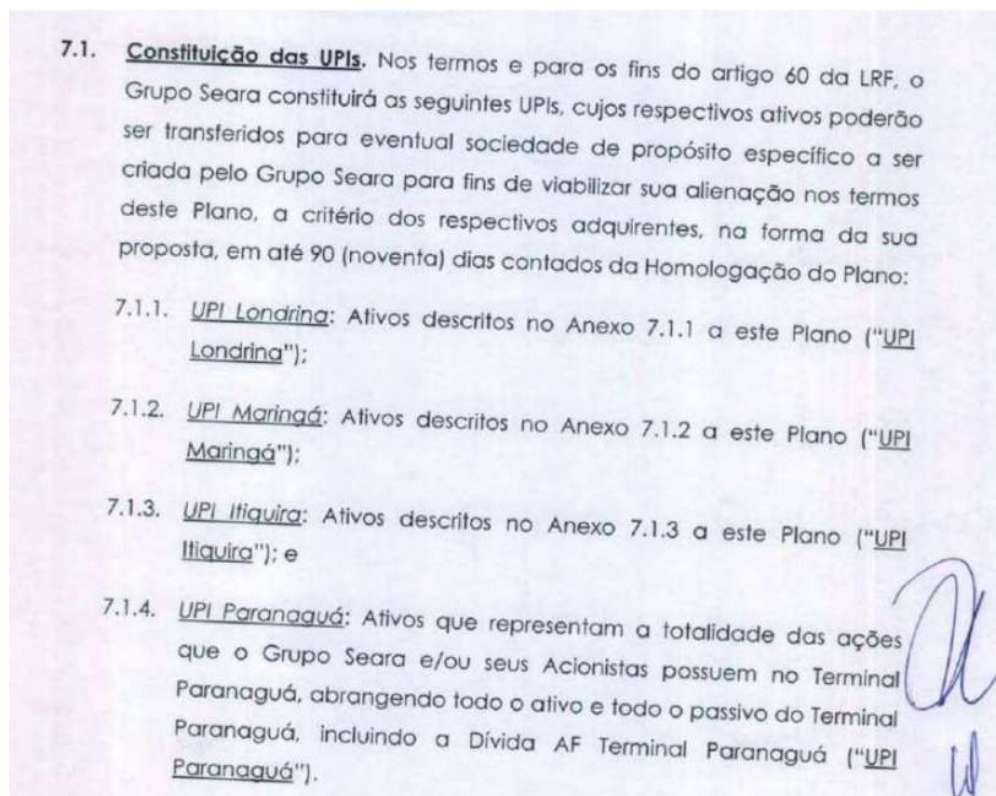 7.1. Constituição das UPIs. Nos termos e para os fins do artigo 60 da LRF, o
Grupo Seara constituirá as seguintes UPIs, cujos respectivos ativos poderão
ser transferidos para eventual sociedade de propósito específico a ser
criada pelo Grupo Seara para fins de viabilizar sua alienação nos termos
deste Plano, a critério dos respectivos adquirentes, na forma da sua
proposta, em até 90 (noventa) dias contados da Homologação do Plano:
7.1.1. UPI Londrina: Ativos descritos no Anexo 7.1.1 a este Plano ("UPI
Londrina");
7.1.2. UPI Maringá: Ativos descritos no Anexo 7.1.2 a este Plano ("UPI
Maringá");
7.1.3. UPI Itiquira: Ativos descritos no Anexo 7.1.3 a este Plano ("UPI
Itiquira"); e
7.1.4. UPI Paranaguá: Ativos que representam a totalidade das ações
que o Grupo Seara e/ou seus Acionistas possuem no Terminal
Paranaguá, abrangendo todo o ativo e todo o passivo do Terminal
Paranaguá, incluindo a Dívida AF Terminal Paranaguá ("UPI
Paranaguá").